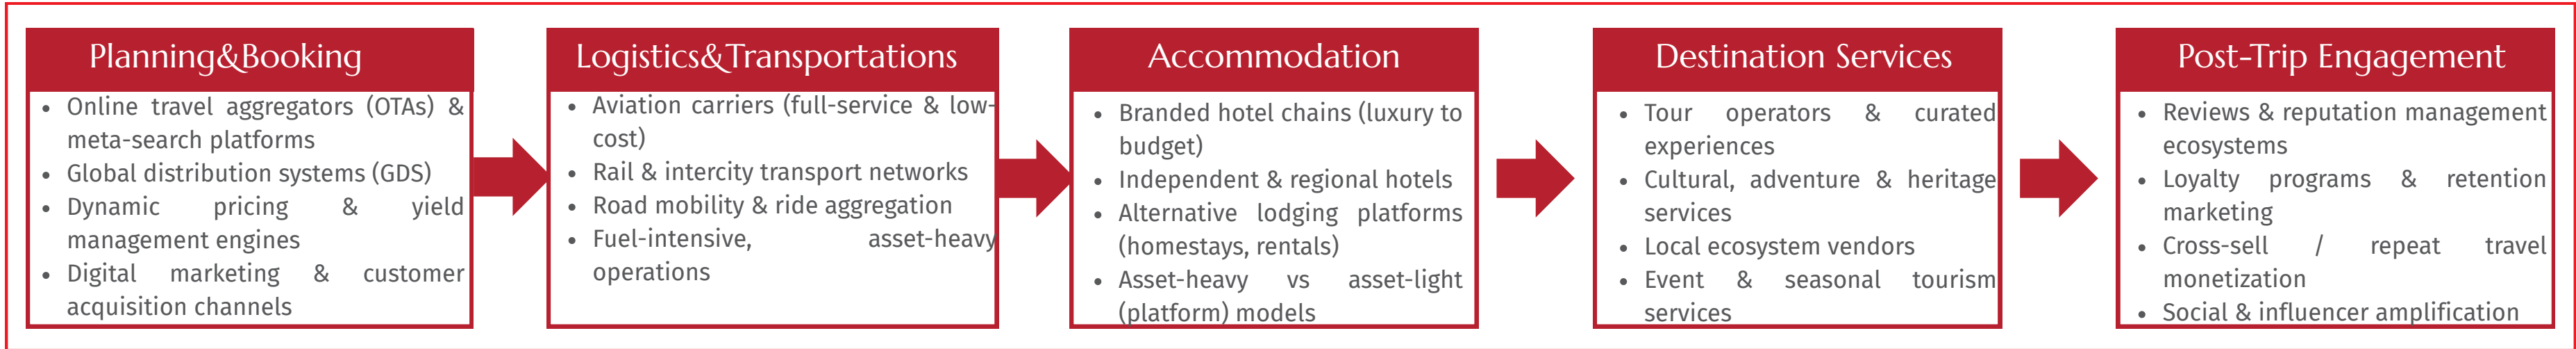 Planning&Booking
• Online travel aggregators (OTAs) &
meta-search platforms
• Global distribution systems (GDS)
• Dynamic pricing & yield
management engines
• Digital marketing & customer
acquisition channels
Logistics&Transportations
• Aviation carriers (full-service & low-
cost)
• Rail & intercity transport networks
• Road mobility & ride aggregation
• Fuel-intensive, asset-heavy
operations
Accommodation
• Branded hotel chains (luxury to
budget)
• Independent & regional hotels
• Alternative lodging platforms
(homestays, rentals)
• Asset-heavy vs asset-light
(platform) models
Destination Services
• Tour operators & curated
experiences
• Cultural, adventure & heritage
services
• Local ecosystem vendors
• Event & seasonal tourism
services
Post-Trip Engagement
• Reviews & reputation management
ecosystems
• Loyalty programs & retention
marketing
• Cross-sell / repeat travel
monetization
• Social & influencer amplification